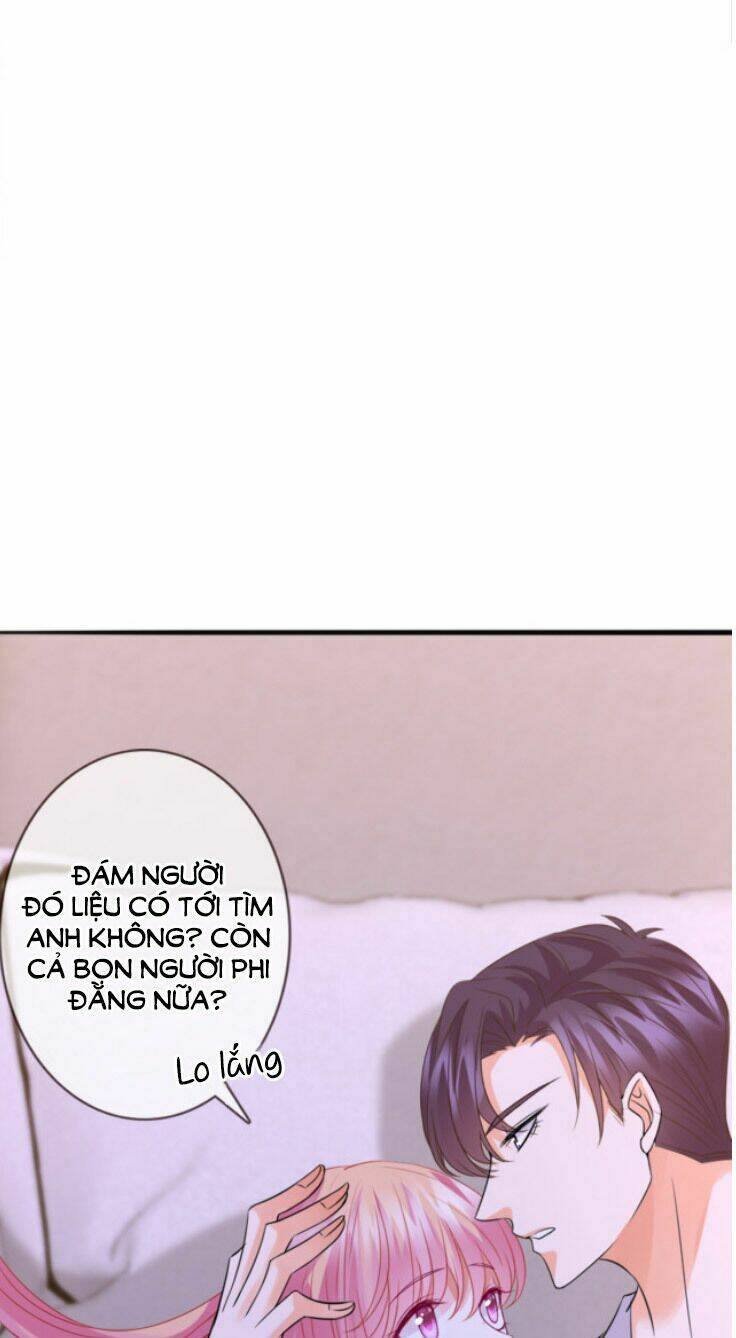 ĐÁM NGƯỜI
ĐÓ LIỆU CÓ TỚI TÌM
ANH KHÔNG? CÒN
CẢ BỌN NGƯỜI PHI
ĐẰNG NỮA?
Lo lắng